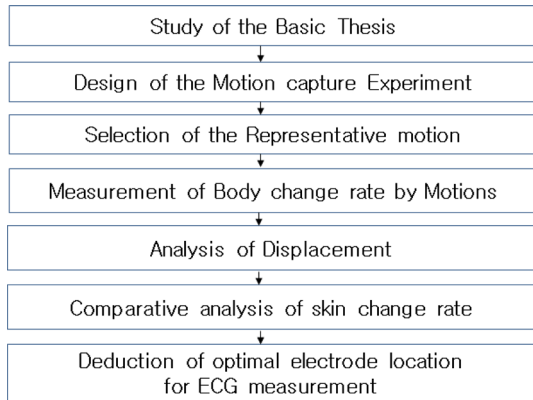 Study of the Basic Thesis
Design of the Motion capture Experiment
Selection of the Representative motion
Measurement of Body change rate by Motions
Analysis of Displacement
Comparative analysis of skin change rate
Deduction of optimal electrode location
for ECG measurement